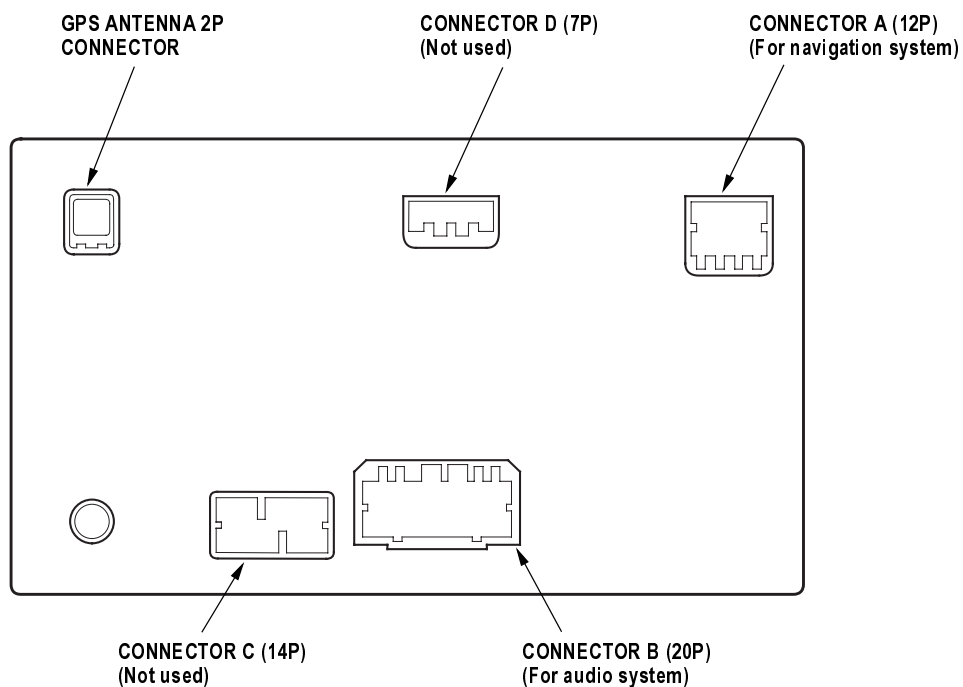 GPS ANTENNA 2P
CONNECTOR
CONNECTOR D (7P)
(Not used)
CONNECTOR A (12P)
(For navigation system)
CONNECTOR C (14P)
(Not used)
CONNECTOR B (20P)
(For audio system)